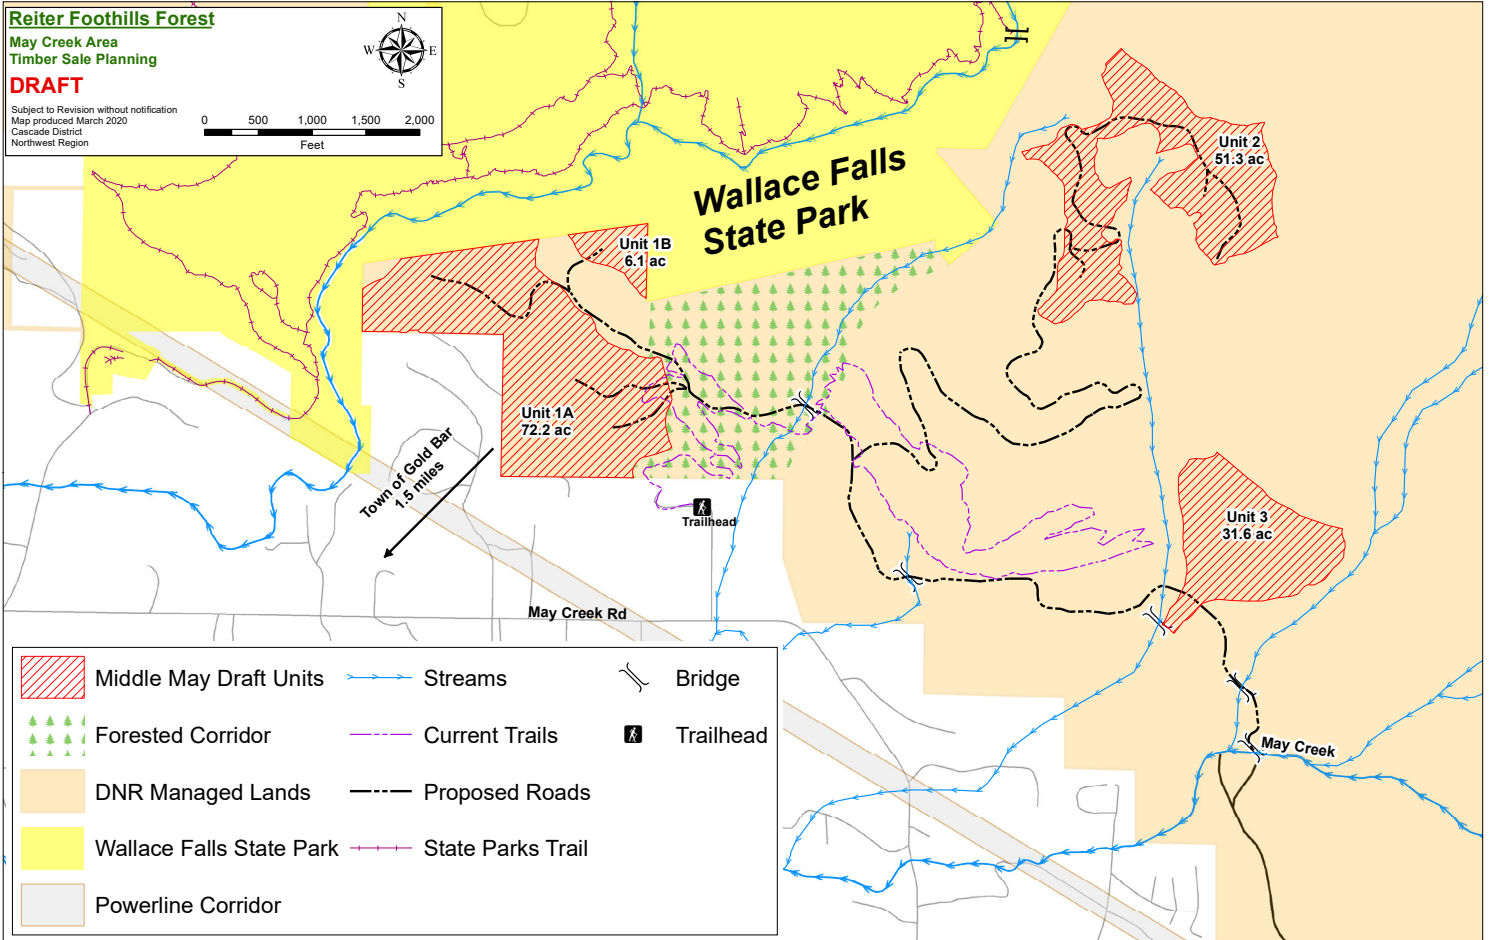 Reiter Foothills Forest
May Creek Area
Timber Sale Planning
DRAFT
Subject to Revision without notification
Map produced March 2020
Cascade District
Northwest Region
N
W
E
S
0 500 1,000 1,500 2,000
Feet
Wallace Falls
State Park
Unit 2
51.3 ac
Unit 1B
6.1 ac
Unit 1A
72.2 ac
Town of Gold Bar
1.5 miles
Trailhead
Unit 3
31.6 ac
May Creek Rd
May Creek
Middle May Draft Units
Streams
Bridge
Forested Corridor
Current Trails
Trailhead
DNR Managed Lands
Proposed Roads
Wallace Falls State Park
State Parks Trail
Powerline Corridor